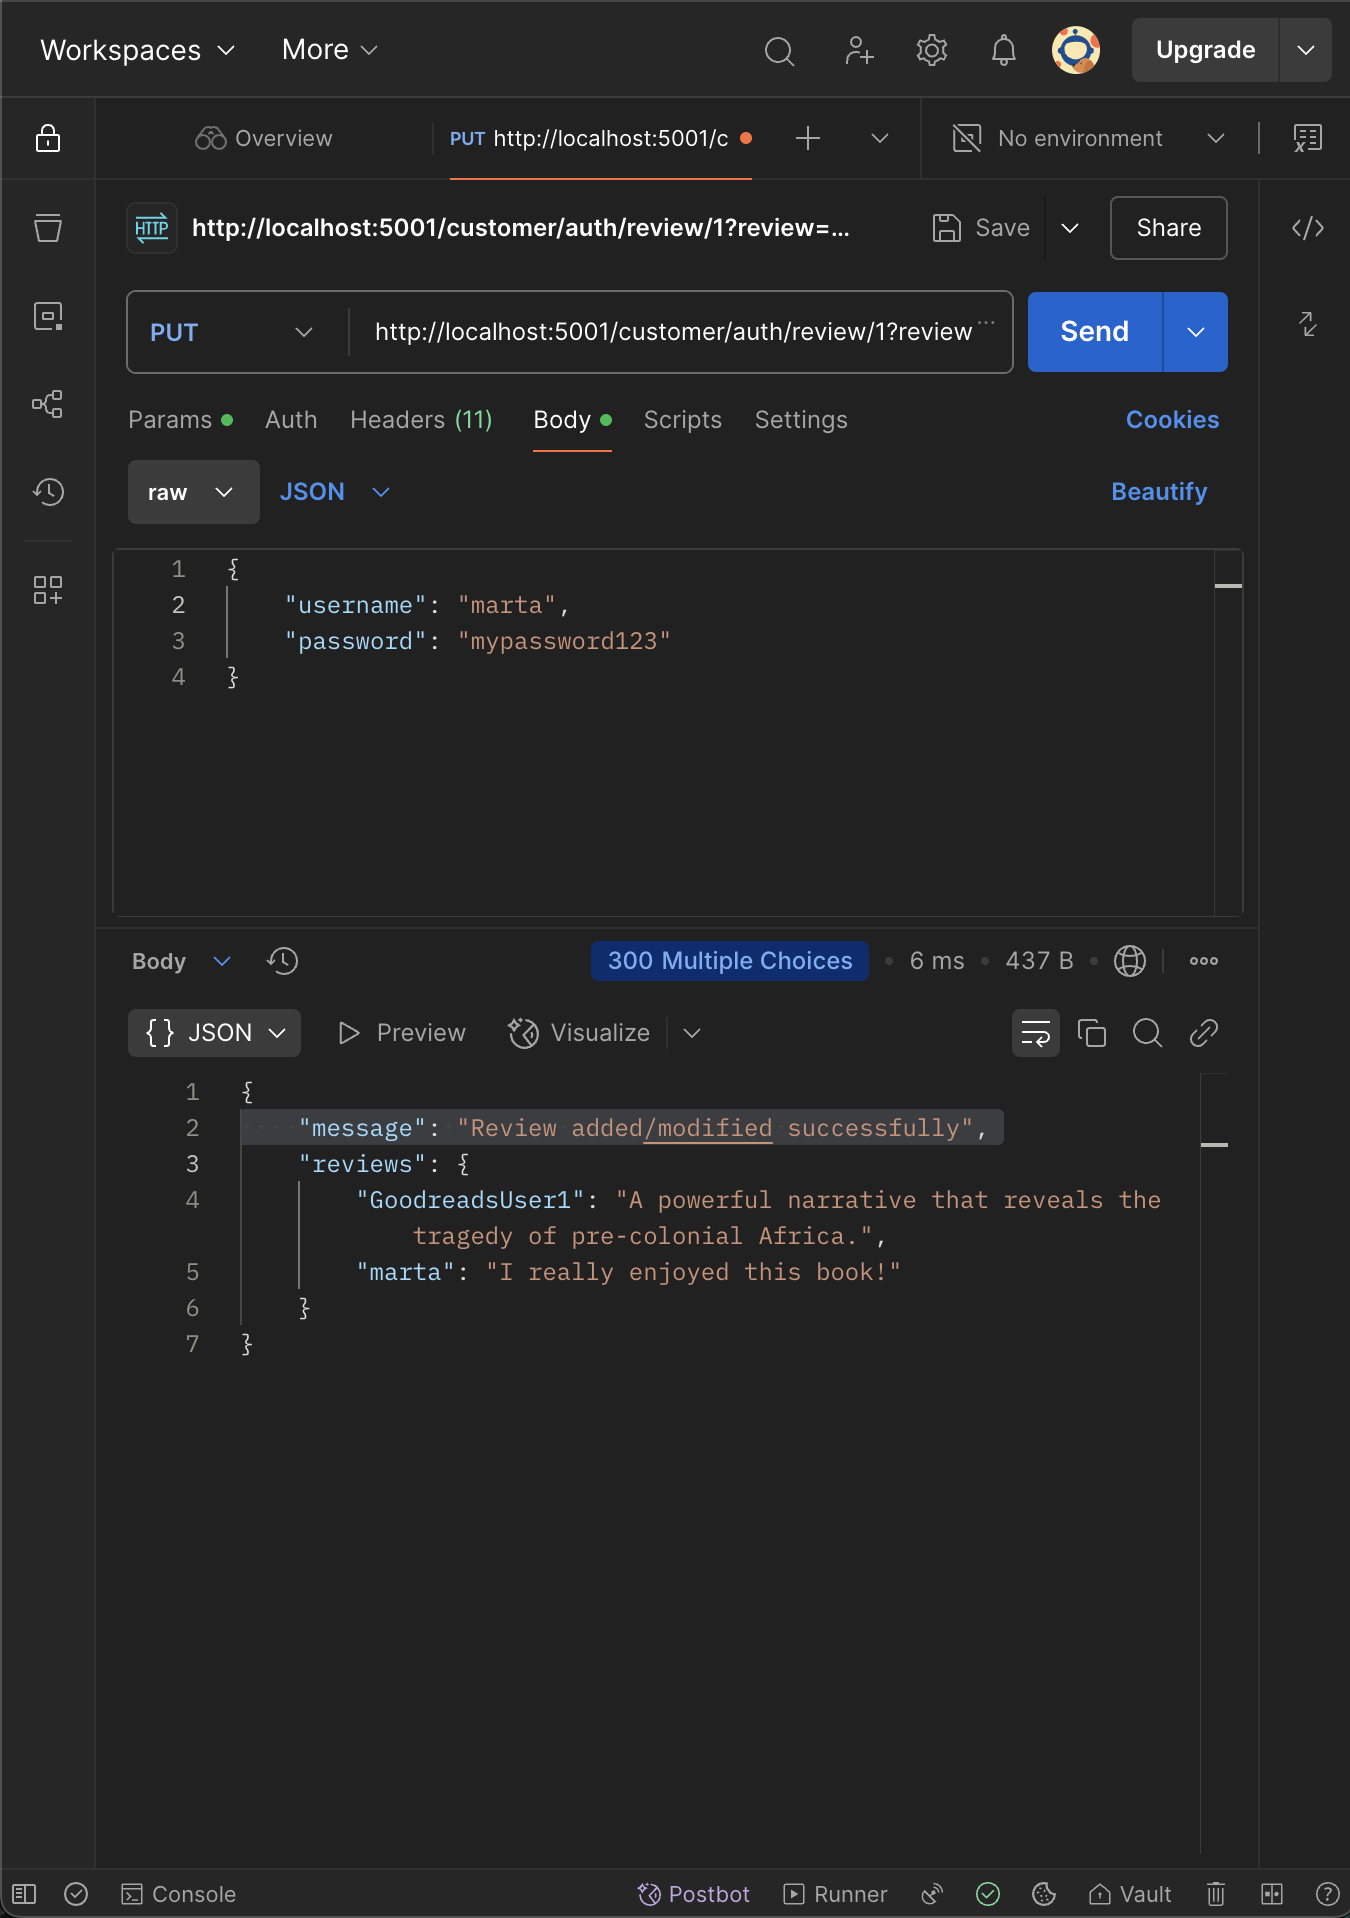 Workspaces More Upgrade
Overview PUT http://localhost:5001/c No environment
HTTP http://localhost:5001/customer/auth/review/1?review=... Save Share
PUT http://localhost:5001/customer/auth/review/1?review ... Send
Params Auth Headers (11) Body Scripts Settings Cookies
raw JSON Beautify
1 {
2 "username": "marta",
3 "password": "mypassword123"
4 }
Body 300 Multiple Choices 6 ms 437 B
{} JSON Preview Visualize
1 {
2 "message": "Review added/modified successfully",
3 "reviews": {
4 "GoodreadsUser1": "A powerful narrative that reveals the
tragedy of pre-colonial Africa.",
5 "marta": "I really enjoyed this book!"
6 }
7 }
Console Postbot Runner Vault